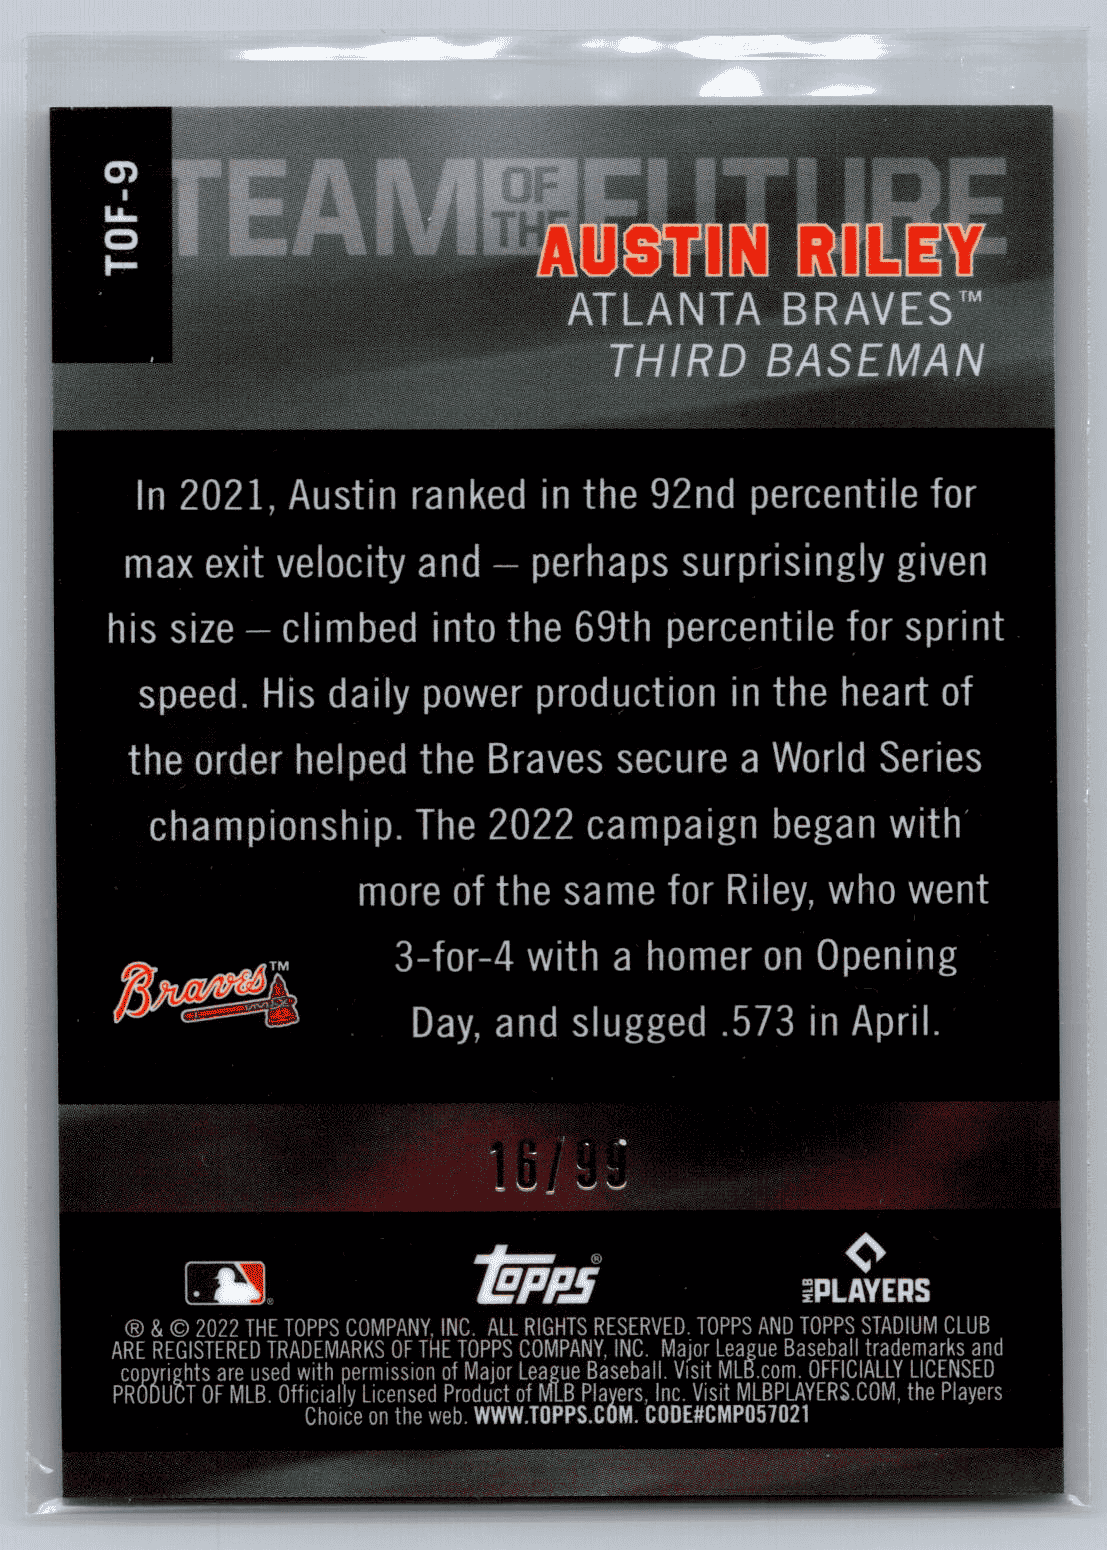 TOF-9
TEAM OF THE FUTURE
AUSTIN RILEY
ATLANTA BRAVES™
THIRD BASEMAN
In 2021, Austin ranked in the 92nd percentile for
max exit velocity and – perhaps surprisingly given
his size – climbed into the 69th percentile for sprint
speed. His daily power production in the heart of
the order helped the Braves secure a World Series
championship. The 2022 campaign began with
more of the same for Riley, who went
3-for-4 with a homer on Opening
Day, and slugged .573 in April.
Braves™
16/99
Topps®
MLB PLAYERS
® & © 2022 THE TOPPS COMPANY, INC. ALL RIGHTS RESERVED. TOPPS AND TOPPS STADIUM CLUB
ARE REGISTERED TRADEMARKS OF THE TOPPS COMPANY, INC. Major League Baseball trademarks and
copyrights are used with permission of Major League Baseball. Visit MLB.com. OFFICIALLY LICENSED
PRODUCT OF MLB. Officially Licensed Product of MLB Players, Inc. Visit MLBPLAYERS.COM, the Players
Choice on the web. WWW.TOPPS.COM. CODE#CMP057021